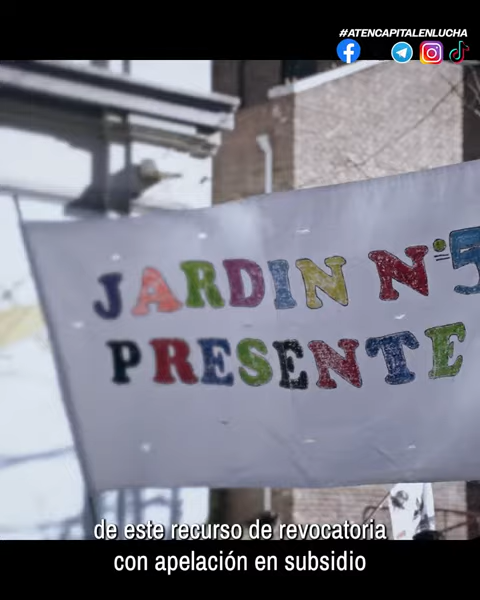 #ATENCAPITALENLUCHA
JARDIN N°5
PRESENTE
de este recurso de revocatoria
con apelación en subsidio